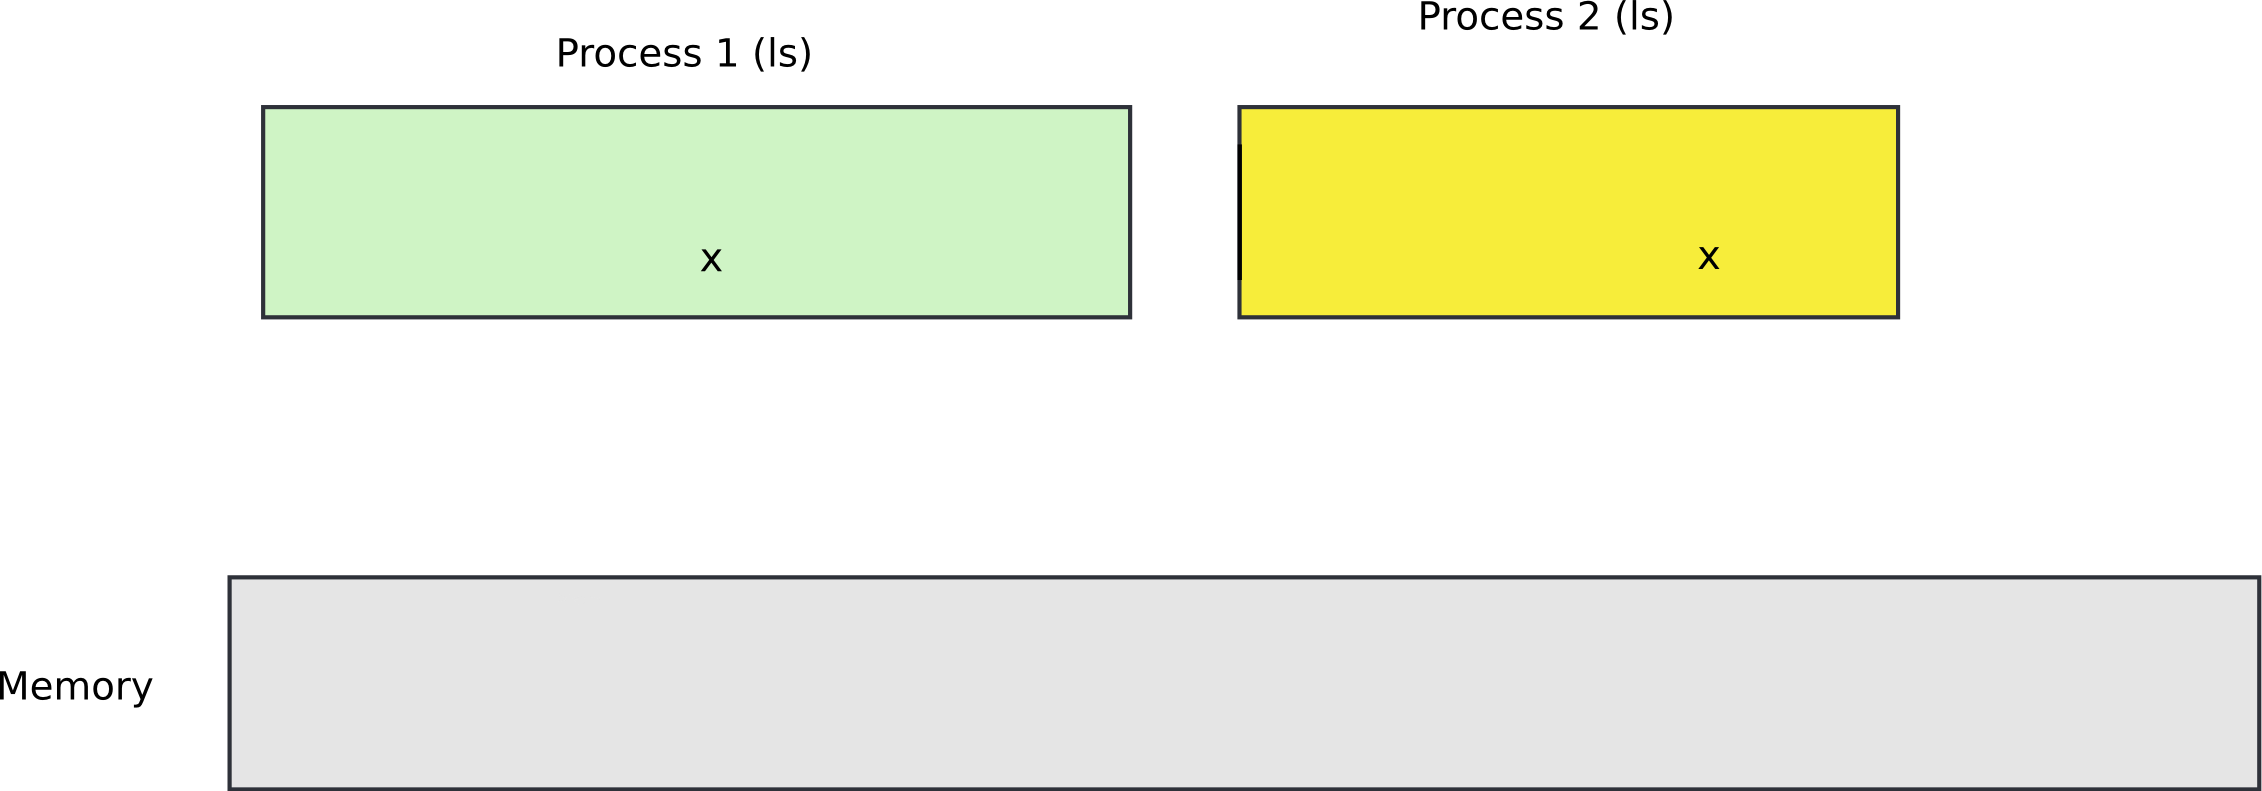 Process 1 (ls)
Process 2 (ls)
x
x
Memory